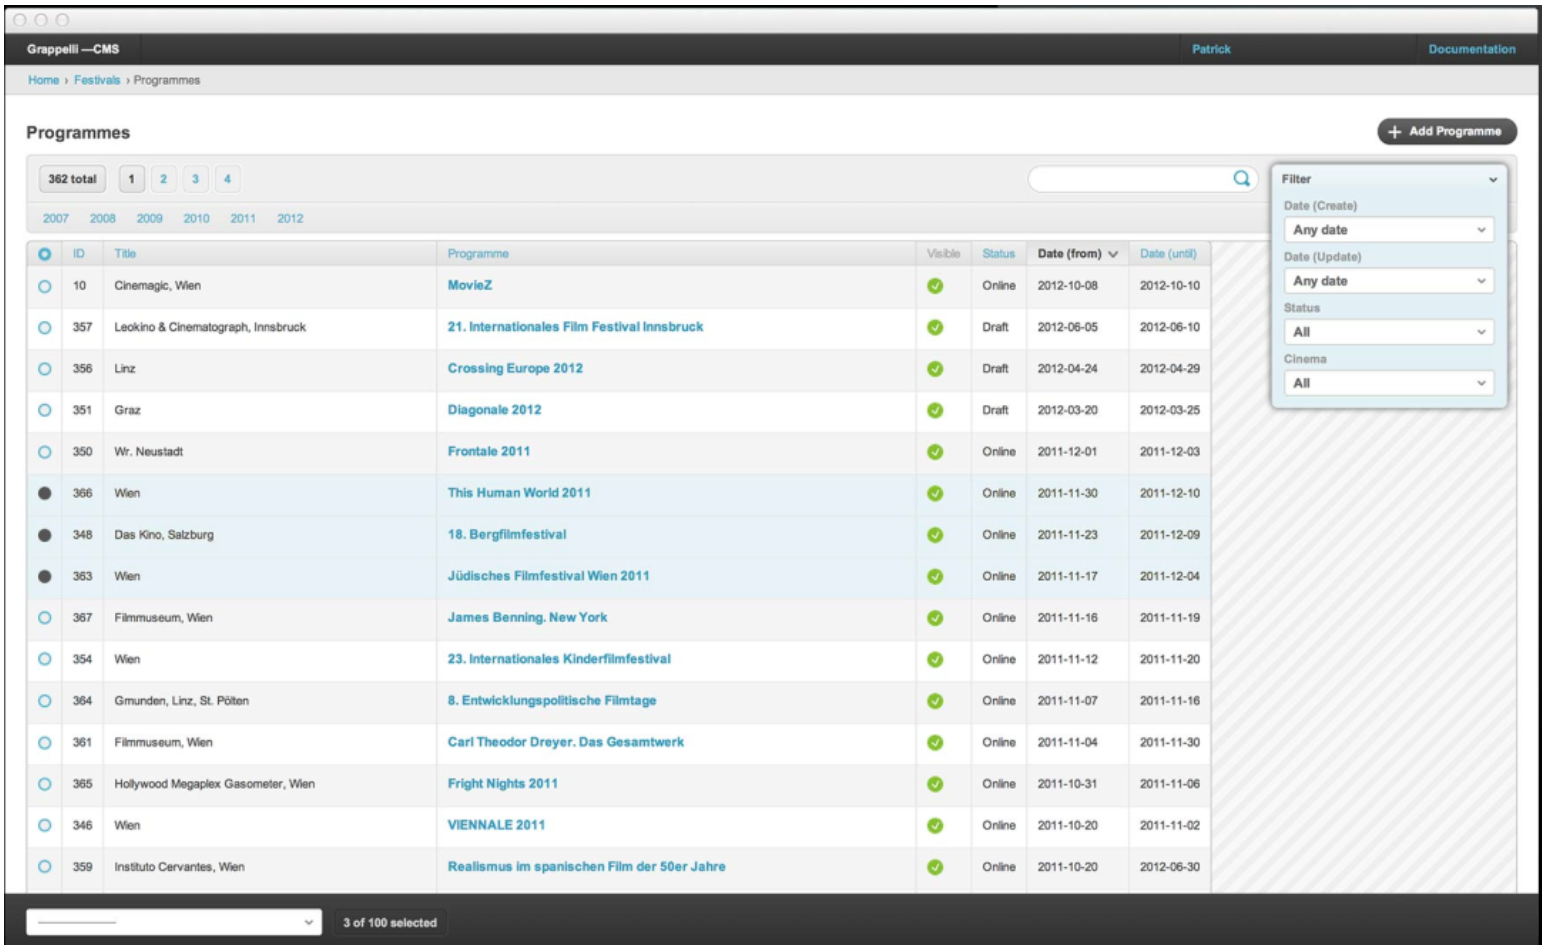 Grappelli —CMS Patrick Documentation
Home › Festivals › Programmes
Programmes
+ Add Programme
362 total 1 2 3 4
2007 2008 2009 2010 2011 2012
Filter
Date (Create)
Any date
Date (Update)
Any date
Status
All
Cinema
All
ID Title Programme Visible Status Date (from) Date (until)
10 Cinemagic, Wien MovieZ Online 2012-10-08 2012-10-10
357 Leokino & Cinematograph, Innsbruck 21. Internationales Film Festival Innsbruck Draft 2012-06-05 2012-06-10
356 Linz Crossing Europe 2012 Draft 2012-04-24 2012-04-29
351 Graz Diagonale 2012 Draft 2012-03-20 2012-03-25
350 Wr. Neustadt Frontale 2011 Online 2011-12-01 2011-12-03
366 Wien This Human World 2011 Online 2011-11-30 2011-12-10
348 Das Kino, Salzburg 18. Bergfilmfestival Online 2011-11-23 2011-12-09
363 Wien Jüdisches Filmfestival Wien 2011 Online 2011-11-17 2011-12-04
367 Filmmuseum, Wien James Benning. New York Online 2011-11-16 2011-11-19
354 Wien 23. Internationales Kinderfilmfestival Online 2011-11-12 2011-11-20
364 Gmunden, Linz, St. Pölten 8. Entwicklungspolitische Filmtage Online 2011-11-07 2011-11-16
361 Filmmuseum, Wien Carl Theodor Dreyer. Das Gesamtwerk Online 2011-11-04 2011-11-30
365 Hollywood Megaplex Gasometer, Wien Fright Nights 2011 Online 2011-10-31 2011-11-06
346 Wien VIENNALE 2011 Online 2011-10-20 2011-11-02
359 Instituto Cervantes, Wien Realismus im spanischen Film der 50er Jahre Online 2011-10-20 2012-06-30
3 of 100 selected